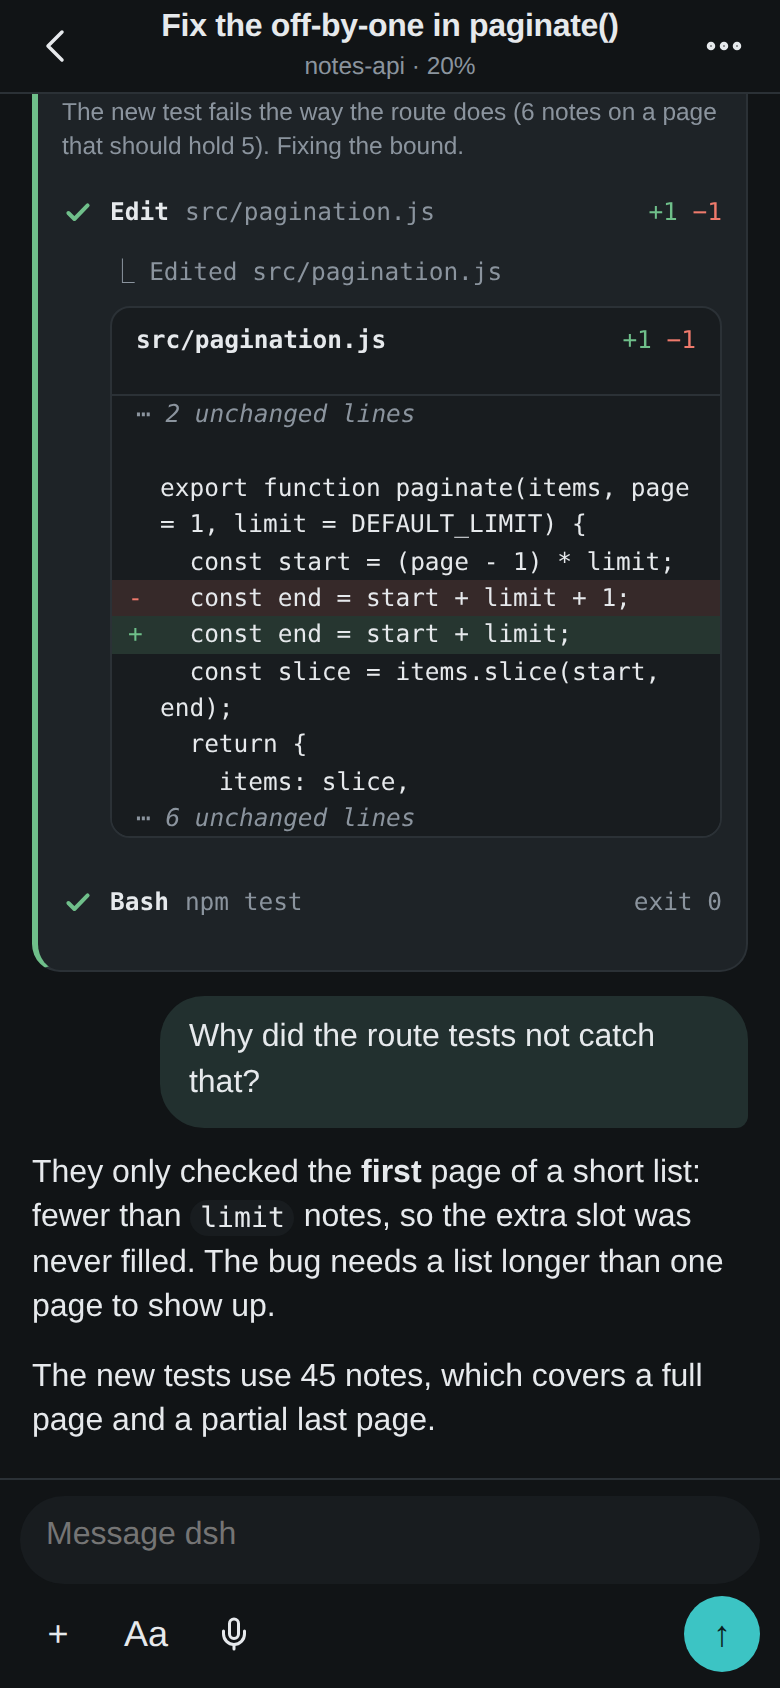 Fix the off-by-one in paginate()
notes-api · 20%
The new test fails the way the route does (6 notes on a page
that should hold 5). Fixing the bound.
Edit src/pagination.js +1 −1
Edited src/pagination.js
src/pagination.js +1 −1
⋯ 2 unchanged lines
export function paginate(items, page
= 1, limit = DEFAULT_LIMIT) {
const start = (page - 1) * limit;
- const end = start + limit + 1;
+ const end = start + limit;
const slice = items.slice(start,
end);
return {
items: slice,
⋯ 6 unchanged lines
Bash npm test exit 0
Why did the route tests not catch
that?
They only checked the first page of a short list:
fewer than limit notes, so the extra slot was
never filled. The bug needs a list longer than one
page to show up.
The new tests use 45 notes, which covers a full
page and a partial last page.
Message dsh
+ Aa ↑